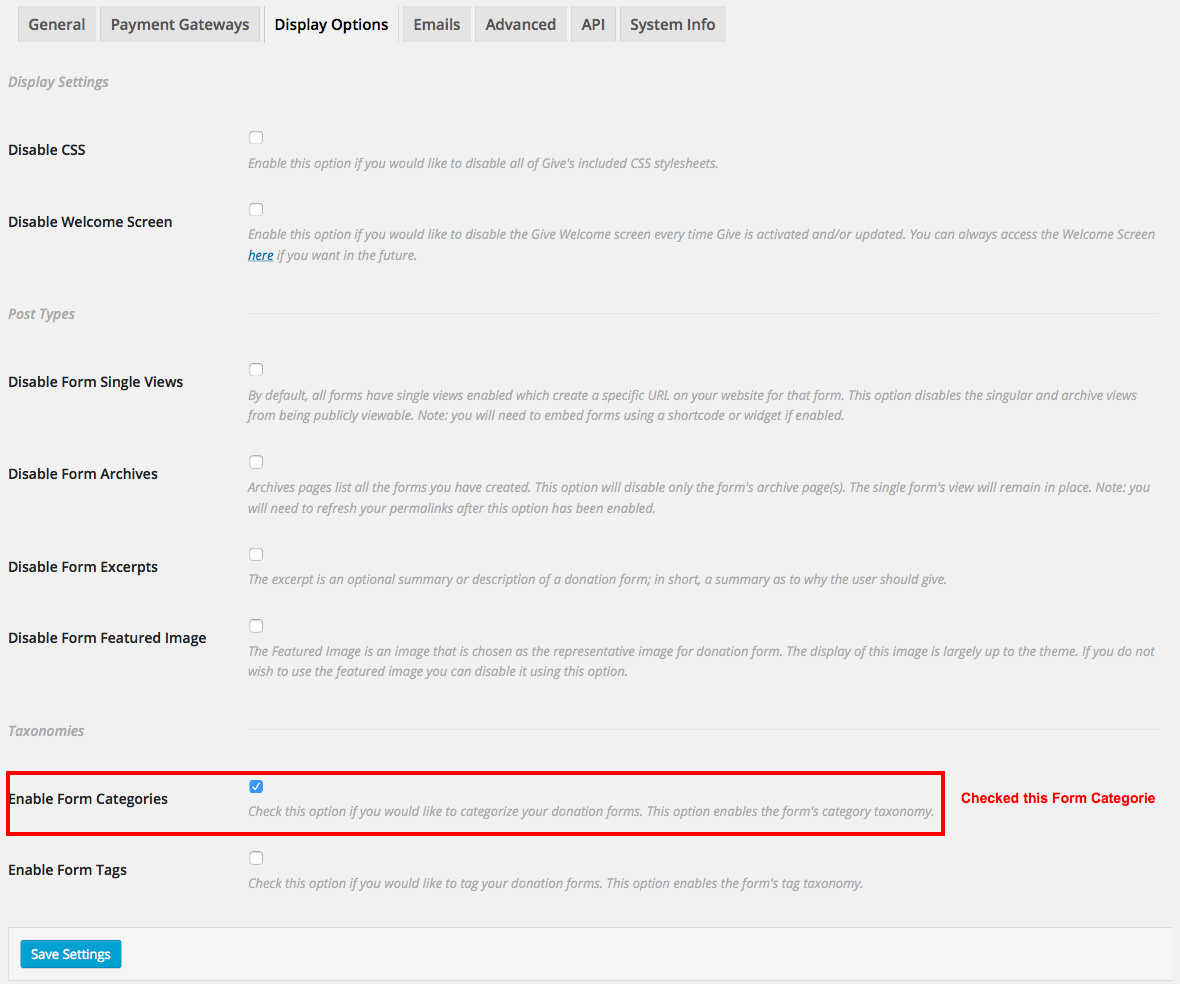 General
Payment Gateways
Display Options
Emails
Advanced
API
System Info
Display Settings
Disable CSS
Enable this option if you would like to disable all of Give's included CSS stylesheets.
Disable Welcome Screen
Enable this option if you would like to disable the Give Welcome screen every time Give is activated and/or updated. You can always access the Welcome Screen
here if you want in the future.
Post Types
Disable Form Single Views
By default, all forms have single views enabled which create a specific URL on your website for that form. This option disables the singular and archive views
from being publicly viewable. Note: you will need to embed forms using a shortcode or widget if enabled.
Disable Form Archives
Archives pages list all the forms you have created. This option will disable only the form's archive page(s). The single form's view will remain in place. Note: you
will need to refresh your permalinks after this option has been enabled.
Disable Form Excerpts
The excerpt is an optional summary or description of a donation form; in short, a summary as to why the user should give.
Disable Form Featured Image
The Featured Image is an image that is chosen as the representative image for donation form. The display of this image is largely up to the theme. If you do not
wish to use the featured image you can disable it using this option.
Taxonomies
Enable Form Categories
Check this option if you would like to categorize your donation forms. This option enables the form's category taxonomy.
Checked this Form Categorie
Enable Form Tags
Check this option if you would like to tag your donation forms. This option enables the form's tag taxonomy.
Save Settings